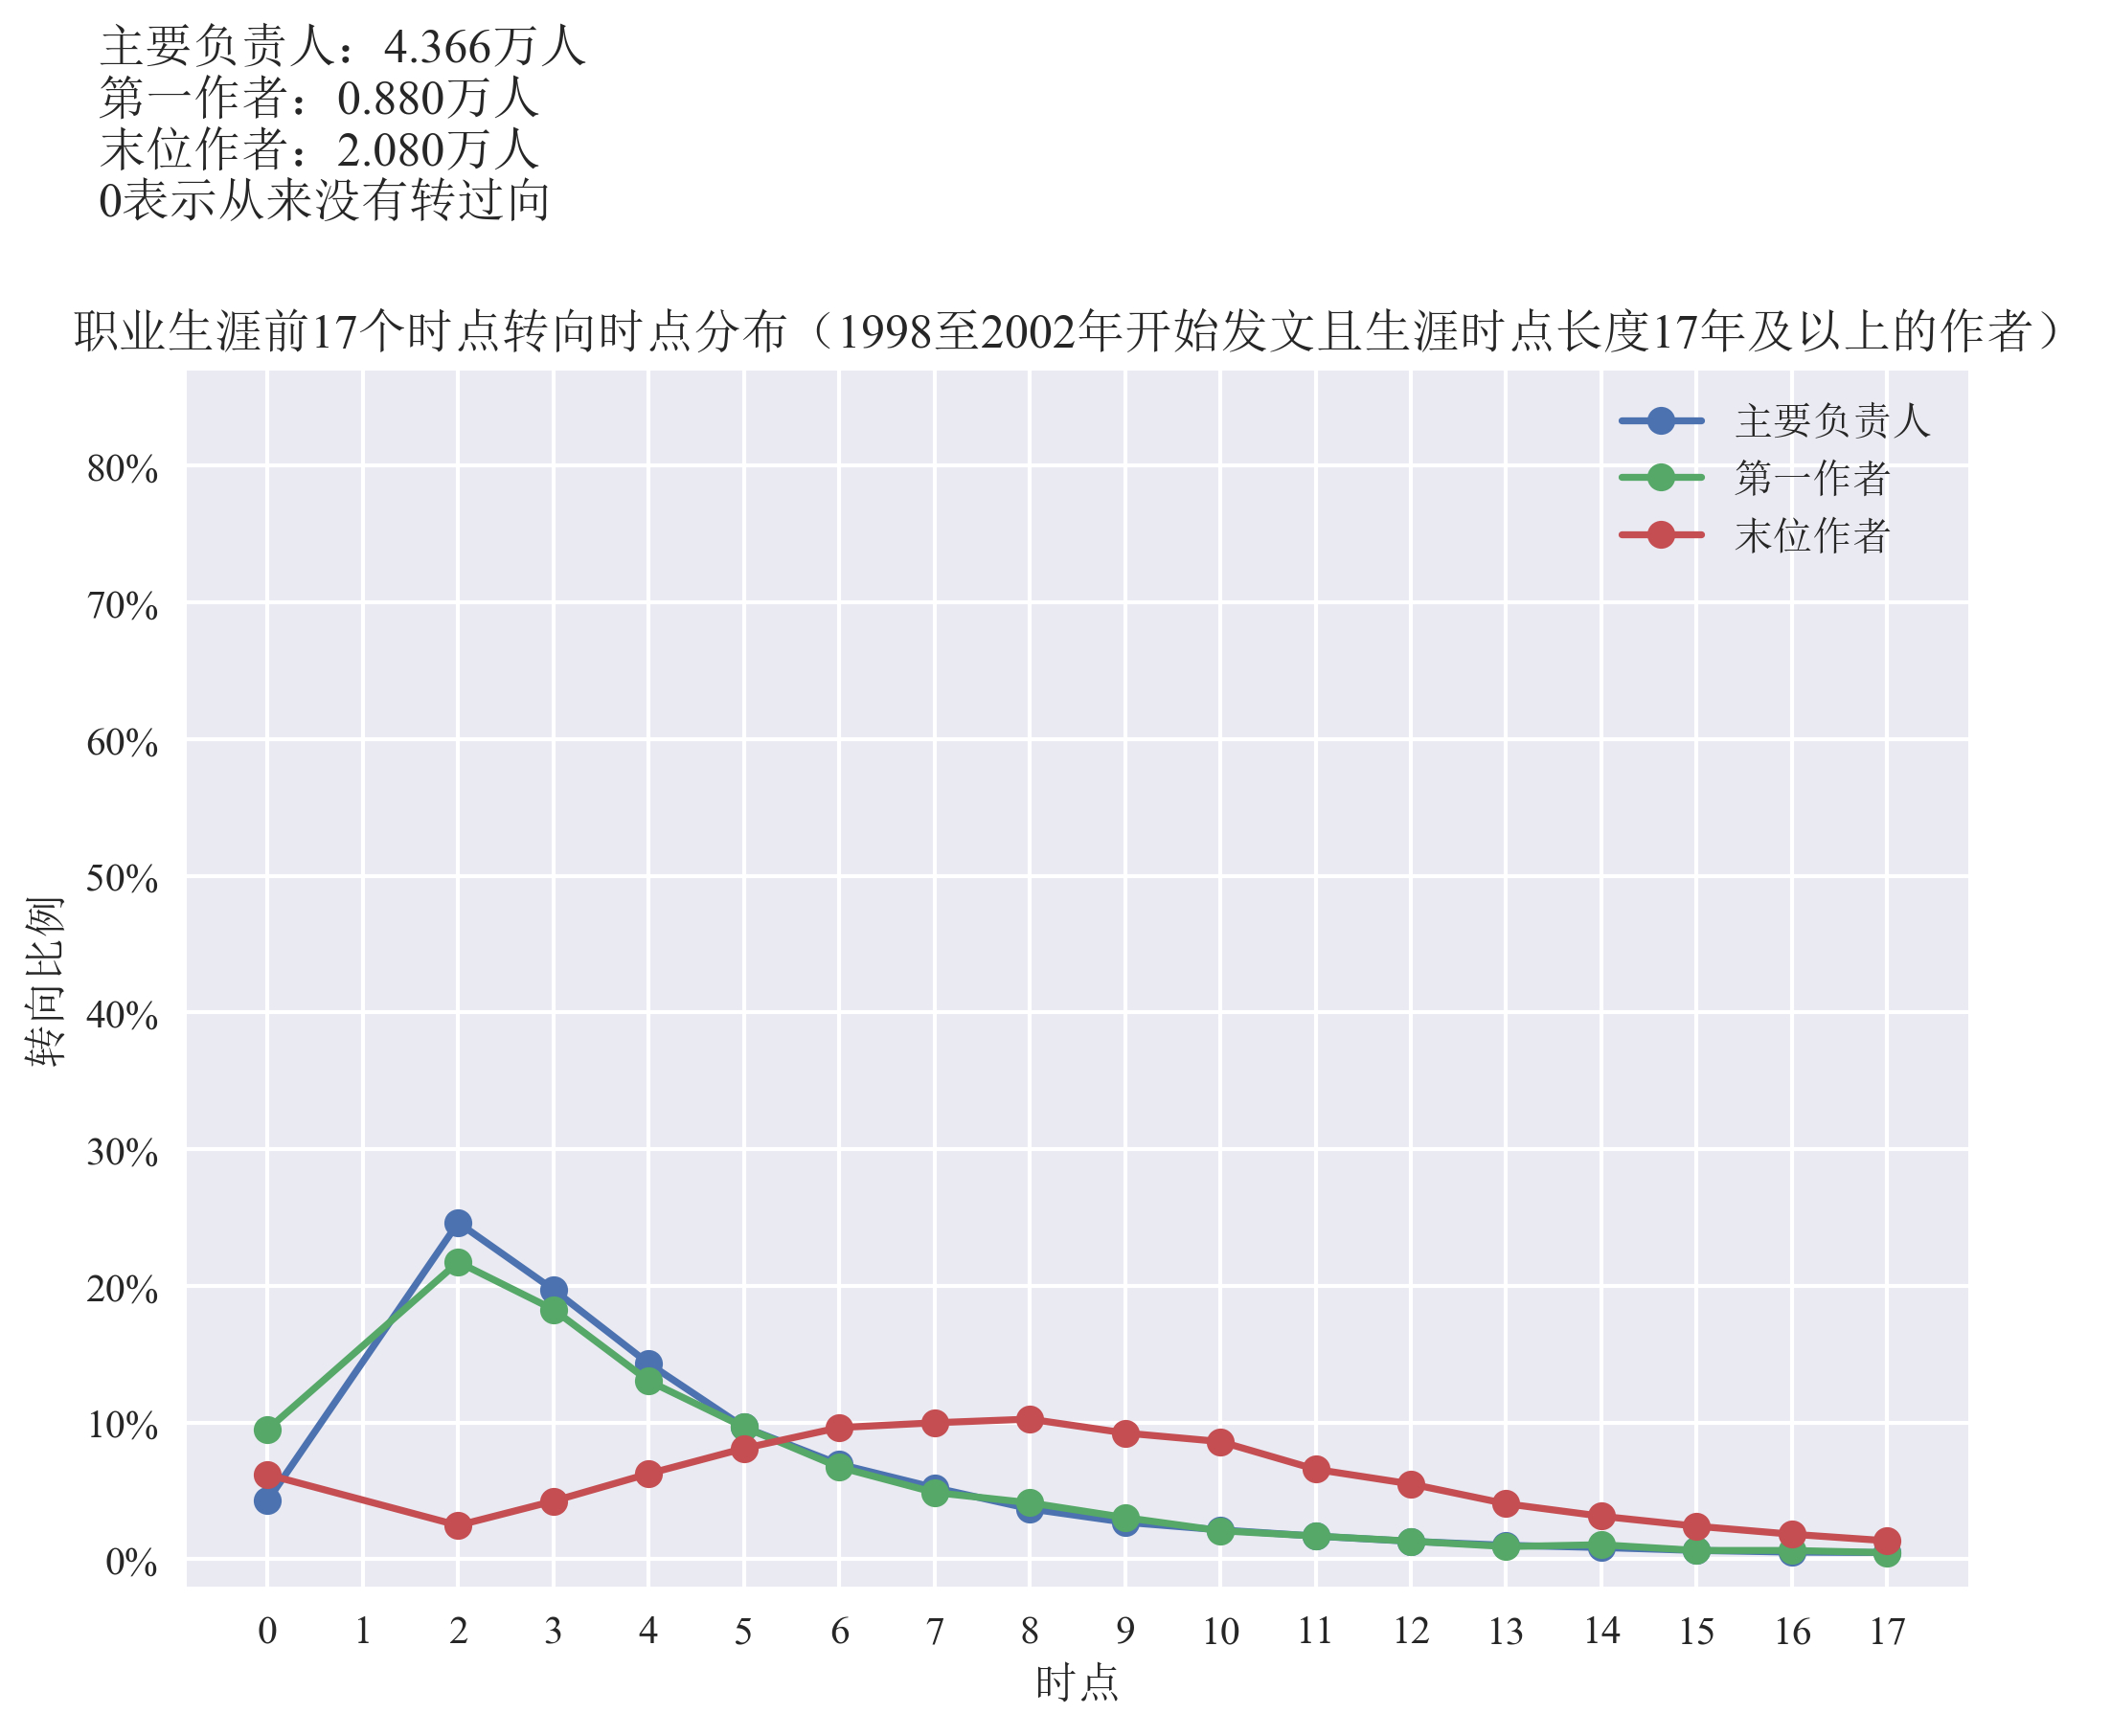 主要负责人：4.366万人
第一作者：0.880万人
末位作者：2.080万人
0表示从来没有转过向
职业生涯前17个时点转向时点分布（1998至2002年开始发文且生涯时点长度17年及以上的作者）
主要负责人
第一作者
末位作者
80%
70%
60%
50%
40%
30%
20%
10%
0%
转向比例
0 1 2 3 4 5 6 7 8 9 10 11 12 13 14 15 16 17
时点